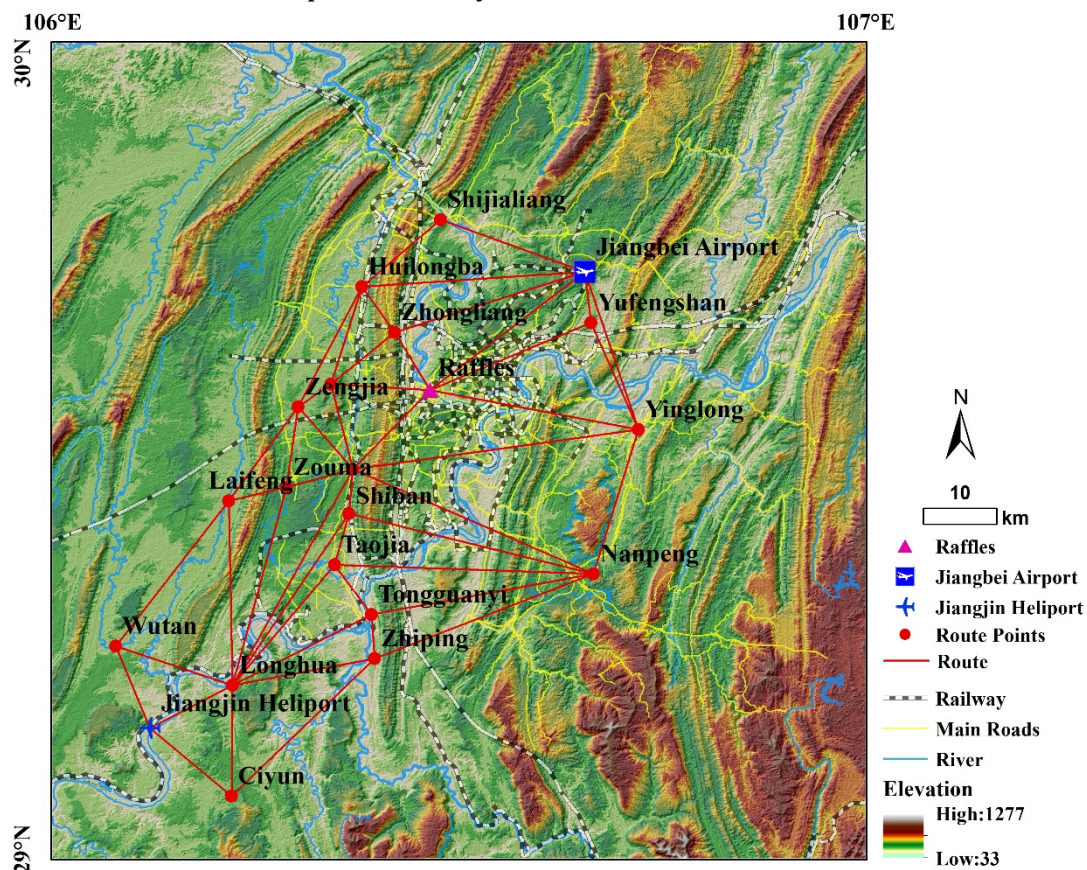 106°E
107°E
30°N
Shijialiang
Jiangbei Airport
Huilongba
Yufengshan
Zhongliang
Raffles
Zengjia
Yinglong
Zouma
Laifeng
Shiban
Taojia
Nanpeng
Tongguanyi
Wutan
Zhiping
Longhua
Jiangjin Heliport
Ciyun
29°N
N
10
km
Raffles
Jiangbei Airport
Jiangjin Heliport
Route Points
Route
Railway
Main Roads
River
Elevation
High:1277
Low:33